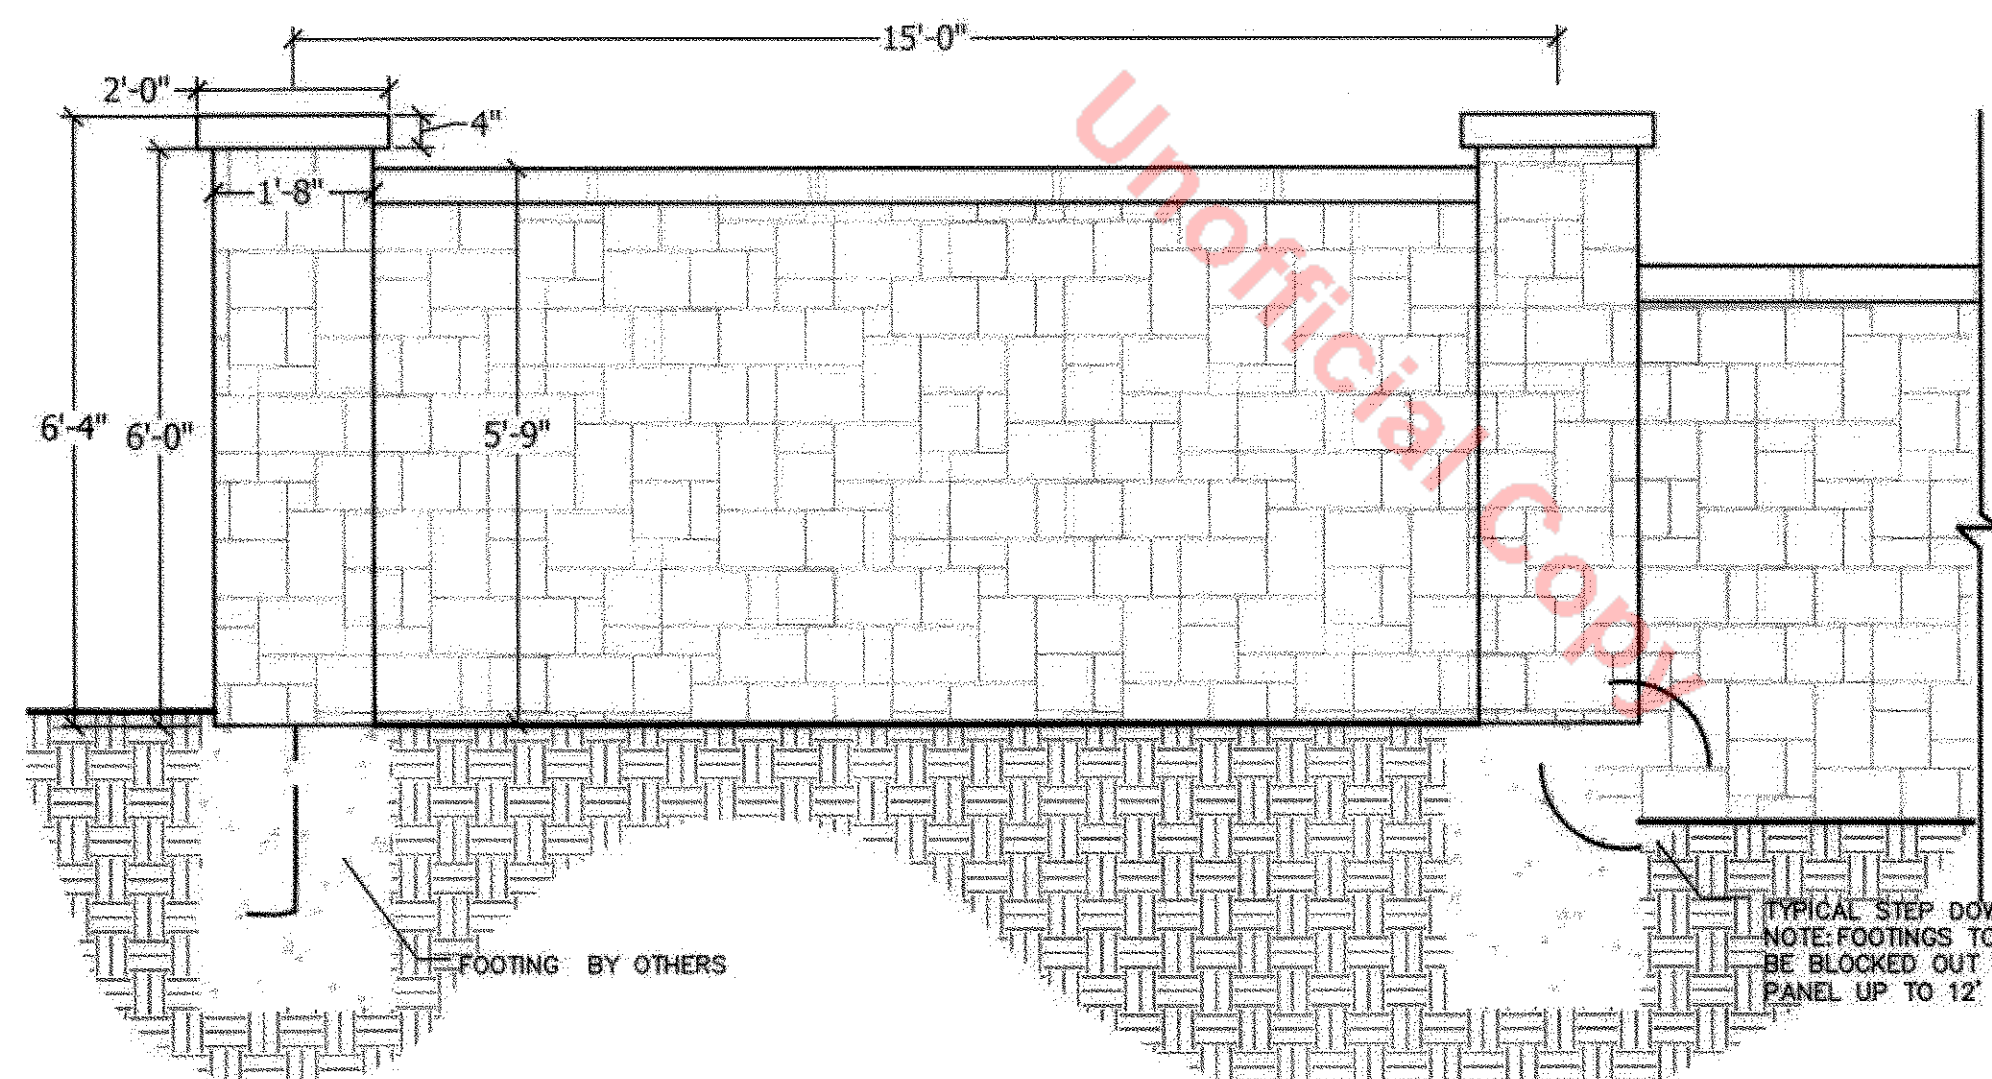 15'-0"
2'-0"
4"
1'-8"
6'-4"
6'-0"
5'-9"
Unofficial Copy
FOOTING BY OTHERS
TYPICAL STEP
NOTE: FOOTINGS TO
BE BLOCKED OUT
PANEL UP TO 12"